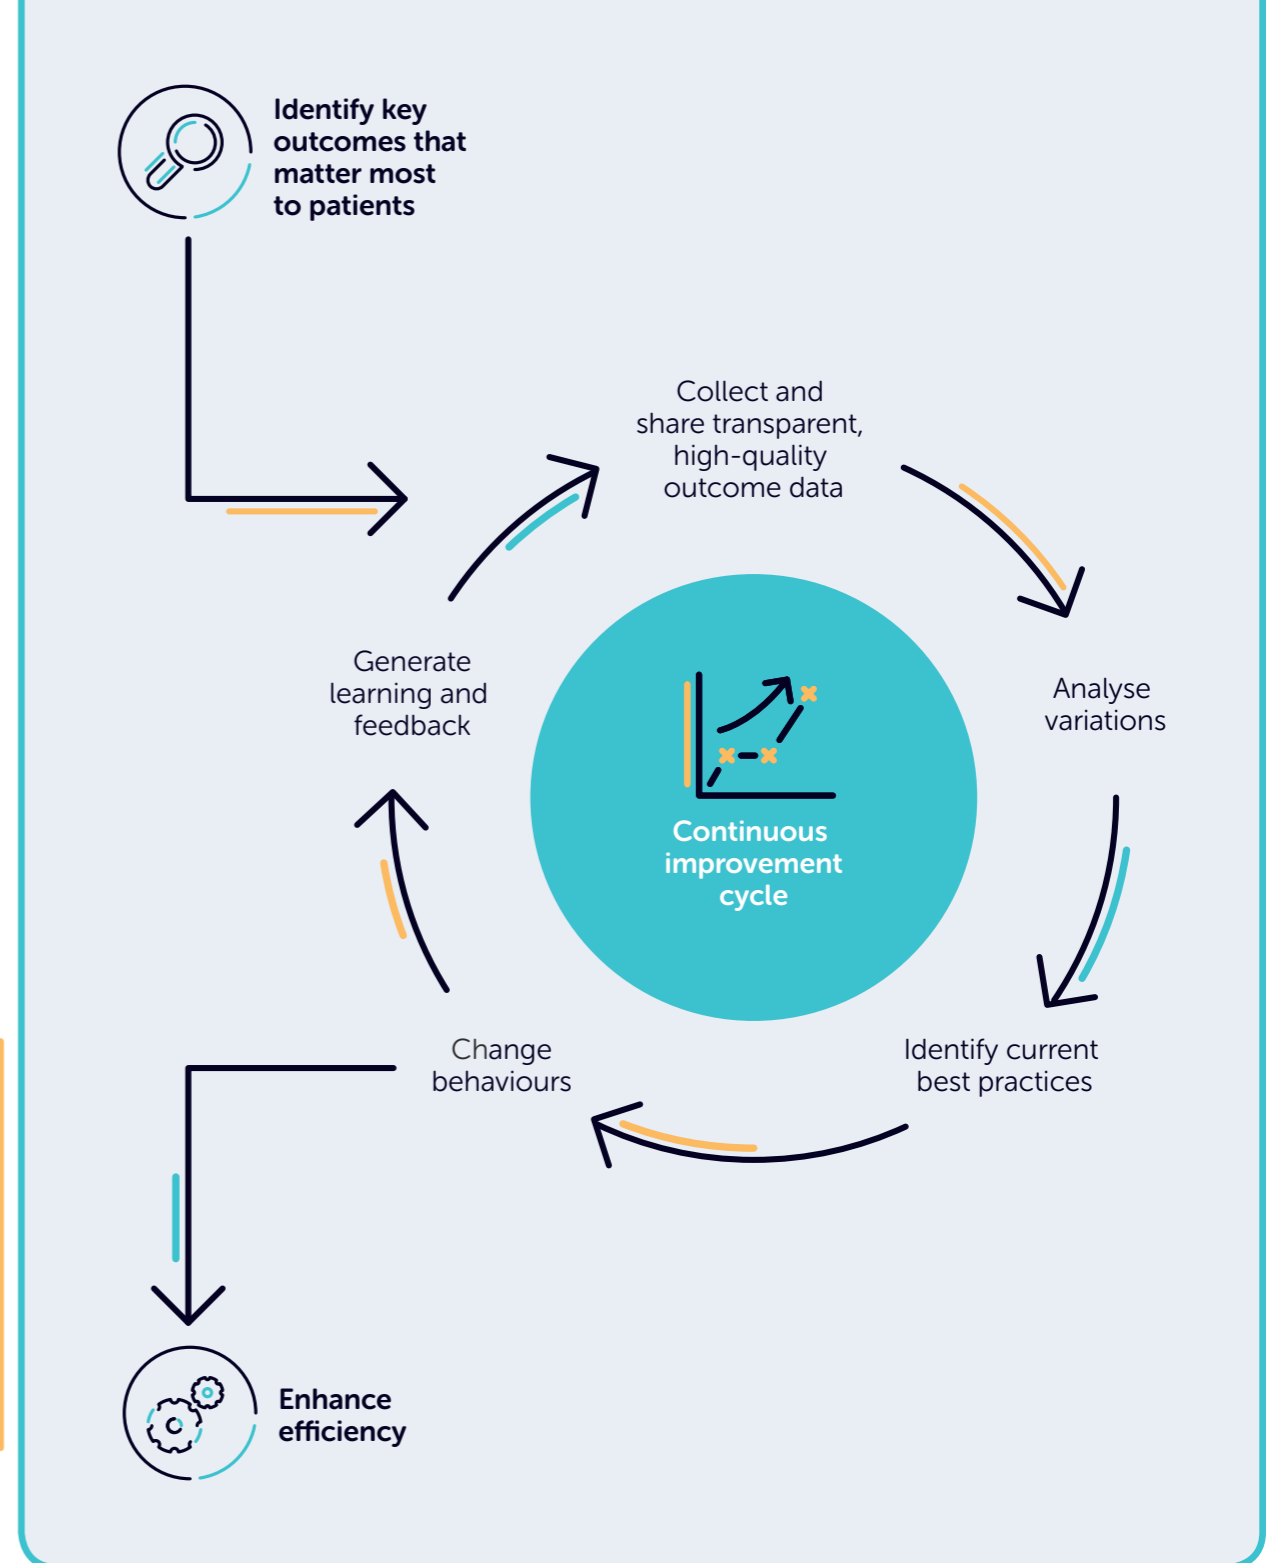 Identify key
outcomes that
matter most
to patients
Collect and
share transparent,
high-quality
outcome data
Generate
learning and
feedback
Analyse
variations
Continuous
improvement
cycle
Change
behaviours
Identify current
best practices
Enhance
efficiency